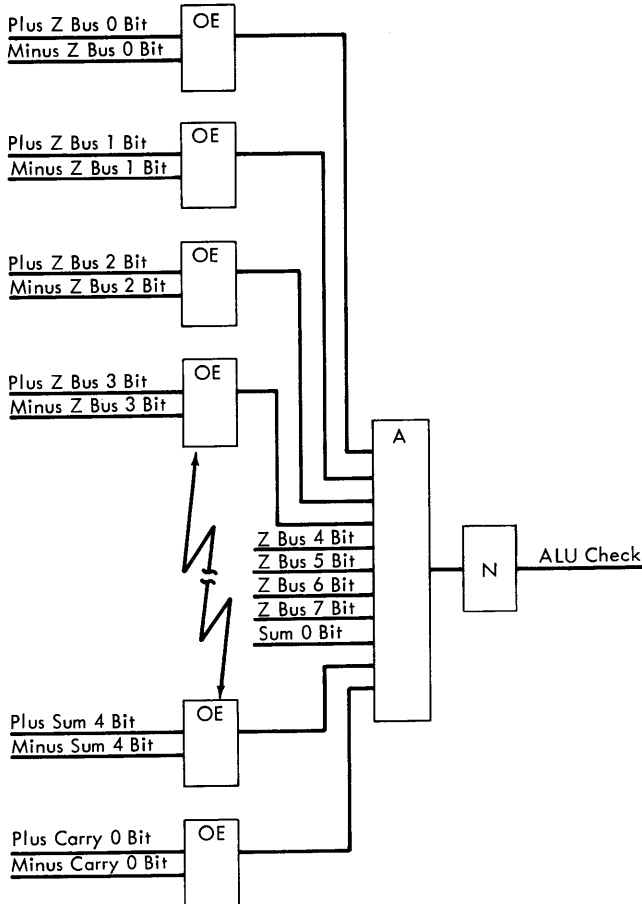 OE
Plus Z Bus 0 Bit
Minus Z Bus 0 Bit
OE
Plus Z Bus 1 Bit
Minus Z Bus 1 Bit
OE
Plus Z Bus 2 Bit
Minus Z Bus 2 Bit
OE
Plus Z Bus 3 Bit
Minus Z Bus 3 Bit
A
Z Bus 4 Bit
Z Bus 5 Bit
Z Bus 6 Bit
Z Bus 7 Bit
Sum 0 Bit
N
ALU Check
OE
Plus Sum 4 Bit
Minus Sum 4 Bit
OE
Plus Carry 0 Bit
Minus Carry 0 Bit